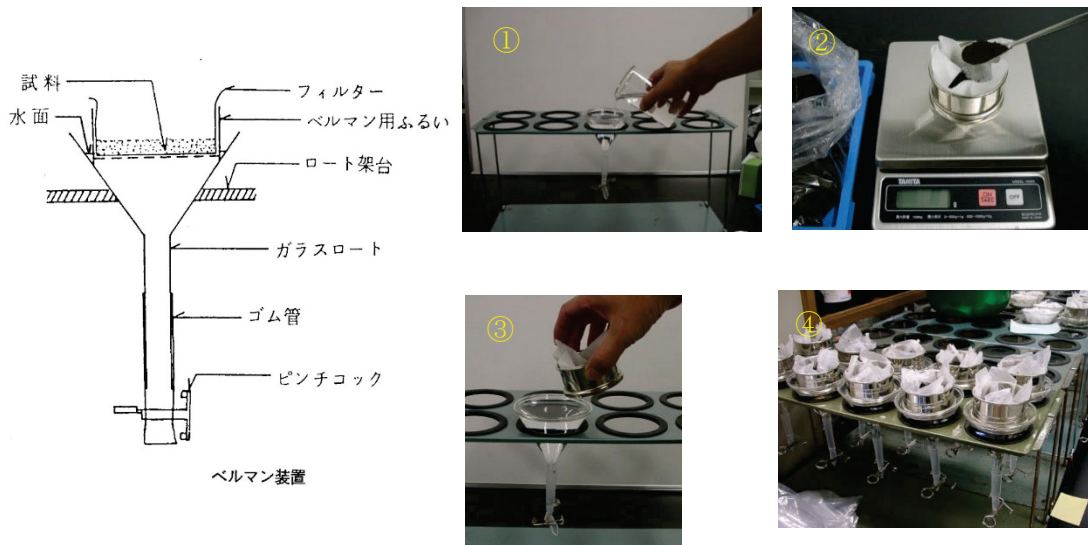 試料
水面
フィルター
ベルマン用ふるい
ロート架台
ガラスロート
ゴム管
ピンチコック
ベルマン装置
①
②
TANITA
ON
OFF
g
③
④